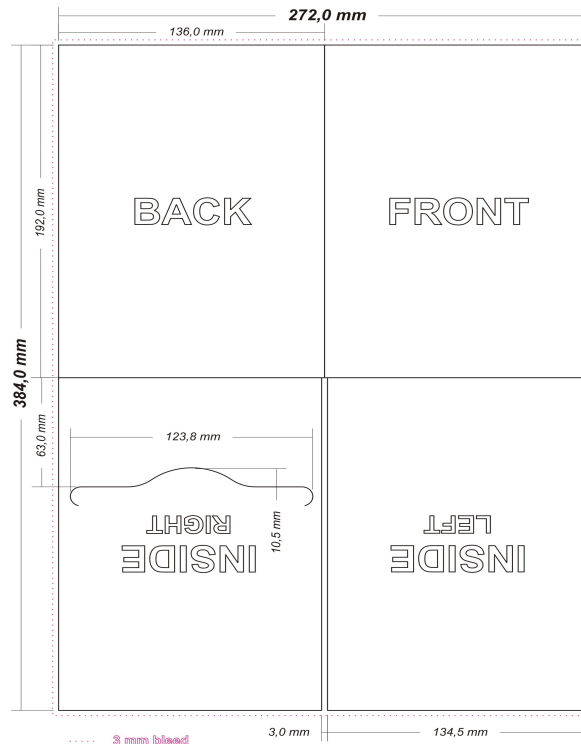 272,0 mm
136,0 mm
BACK
FRONT
192,0 mm
384,0 mm
63,0 mm
123,8 mm
10,5 mm
INSIDE
RIGHT
INSIDE
LEFT
3 mm bleed
3,0 mm
134,5 mm